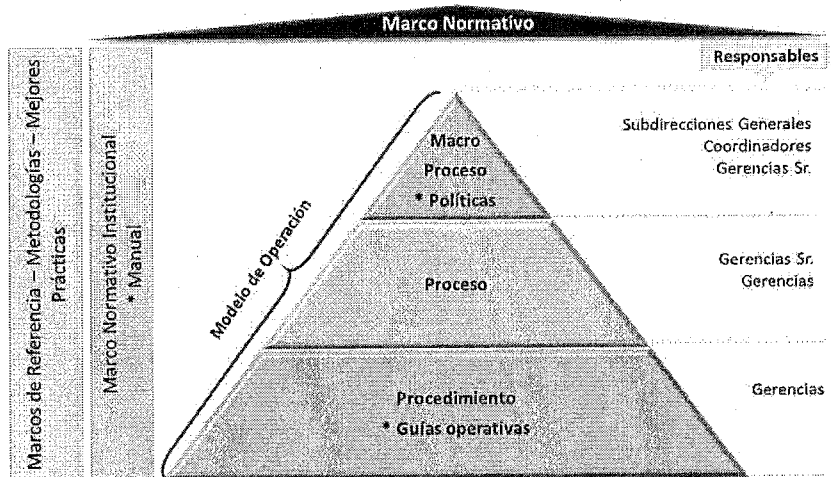 Marco Normativo
Responsables
Marcos de Referencia – Metodologías – Mejores
Prácticas
Marco Normativo Institucional
* Manual
Modelo de Operación
Macro
Proceso
* Políticas
Subdirecciones Generales
Coordinadores
Gerencias Sr.
Proceso
Gerencias Sr.
Gerencias
Procedimiento
* Guías operativas
Gerencias